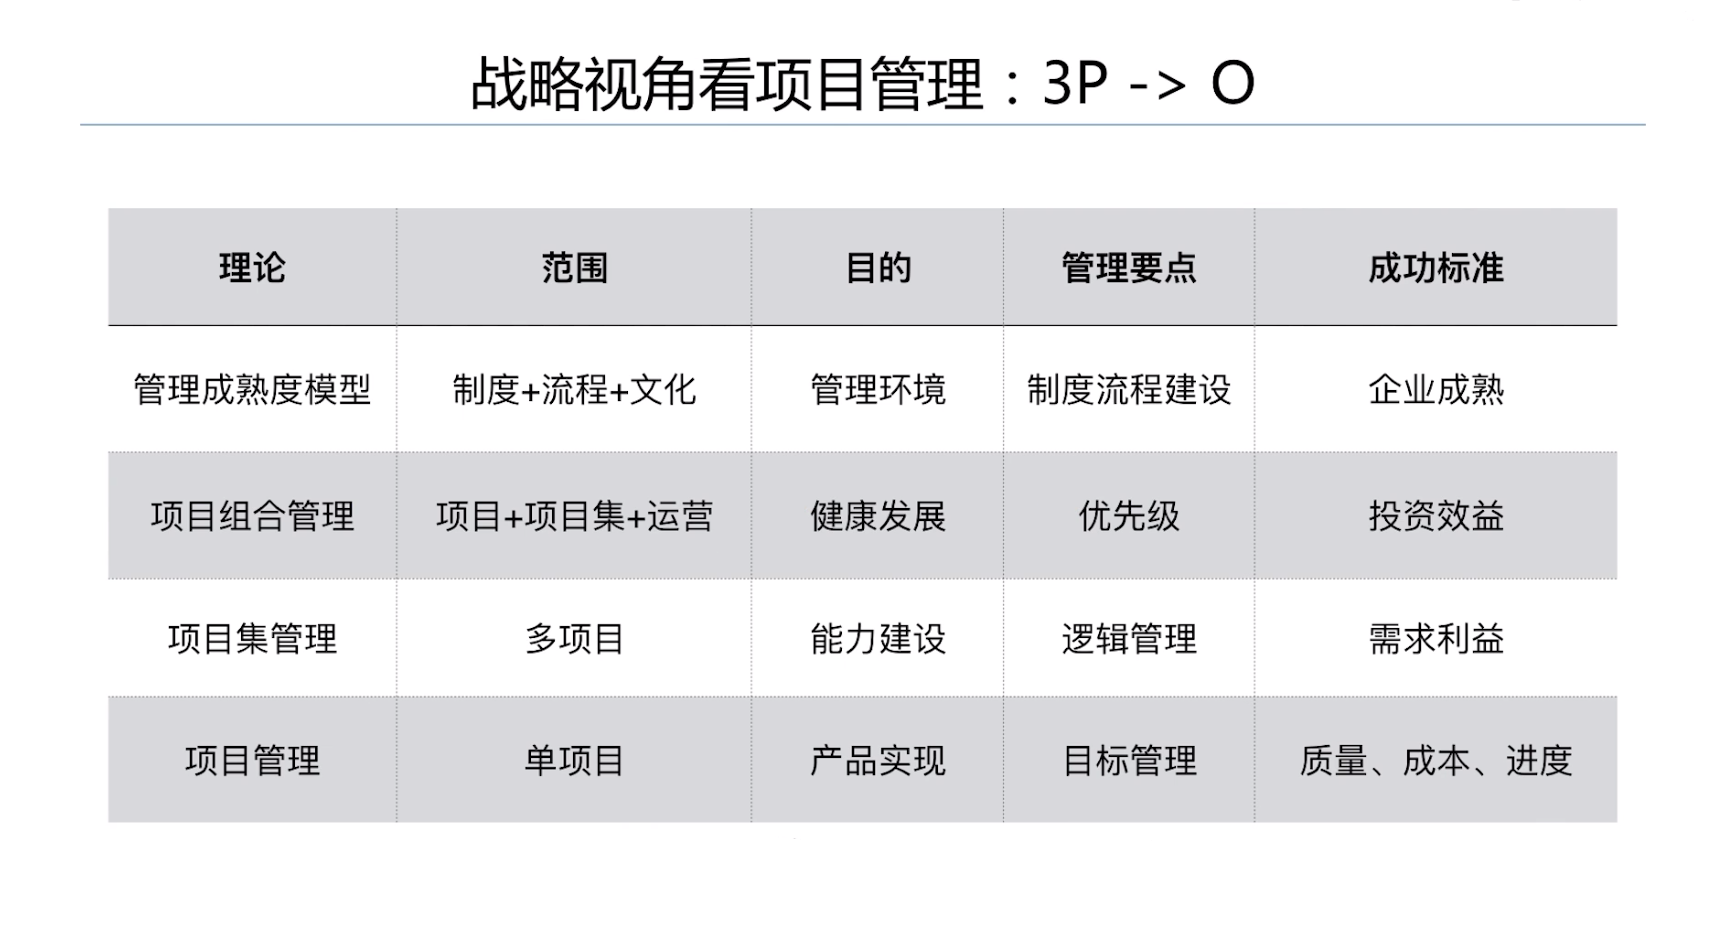 战略视角看项目管理：3P -> O
理论 范围 目的 管理要点 成功标准
管理成熟度模型 制度+流程+文化 管理环境 制度流程建设 企业成熟
项目组合管理 项目+项目集+运营 健康发展 优先级 投资效益
项目集管理 多项目 能力建设 逻辑管理 需求利益
项目管理 单项目 产品实现 目标管理 质量、成本、进度